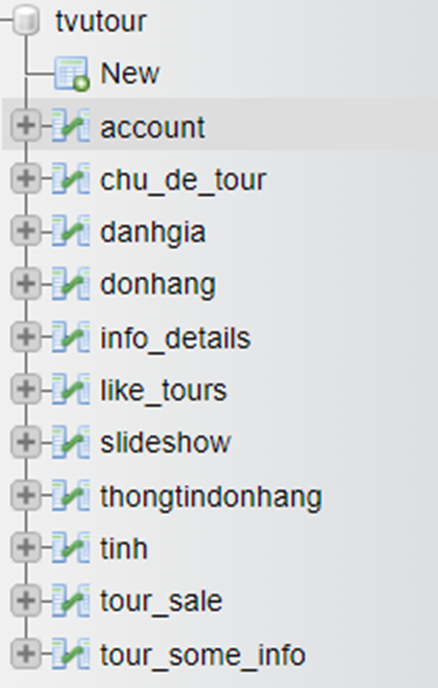 tvutour
New
account
chu_de_tour
danhgia
donhang
info_details
like_tours
slideshow
thongtindonhang
tinh
tour_sale
tour_some_info